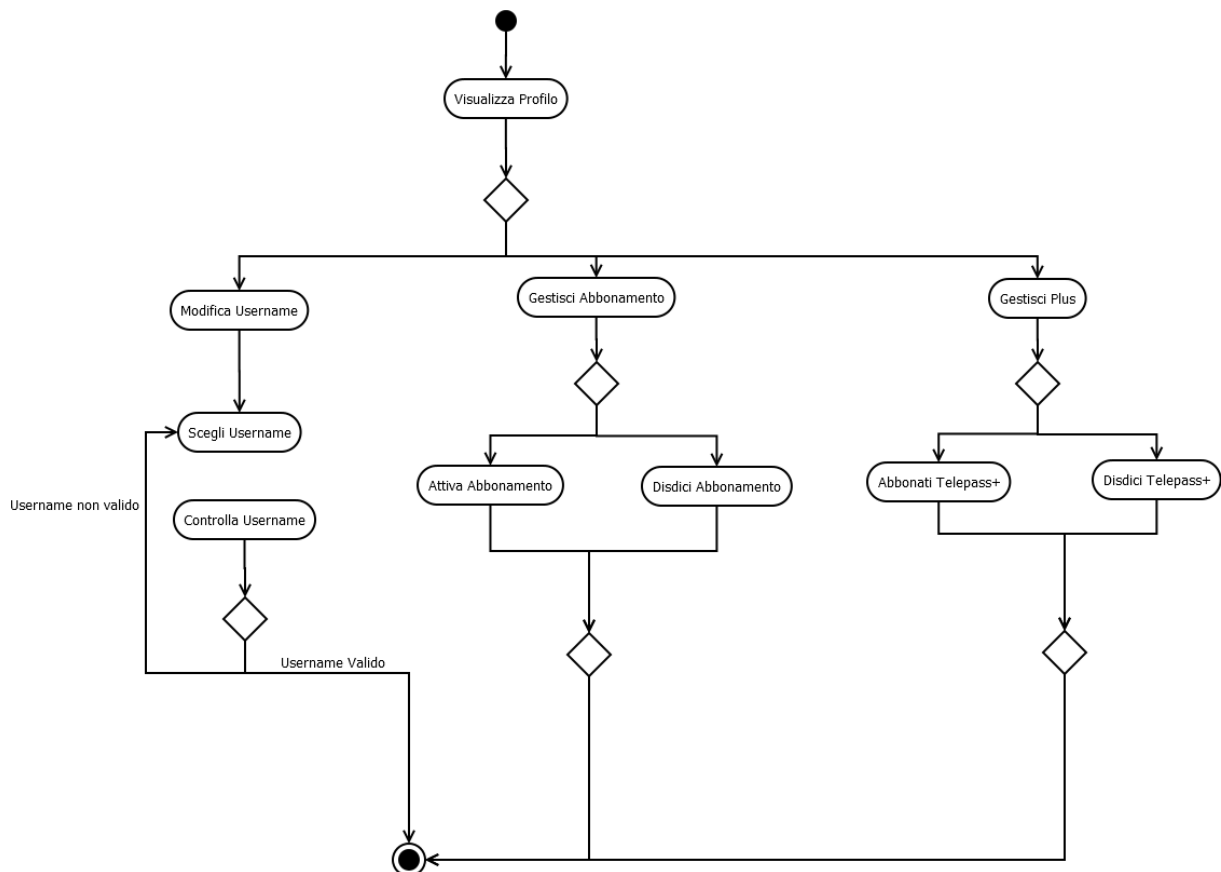 Visualizza Profilo
Modifica Username
Gestisci Abbonamento
Gestisci Plus
Scegli Username
Username non valido
Controlla Username
Username Valido
Attiva Abbonamento
Disdici Abbonamento
Abbonati Telepass+
Disdici Telepass+